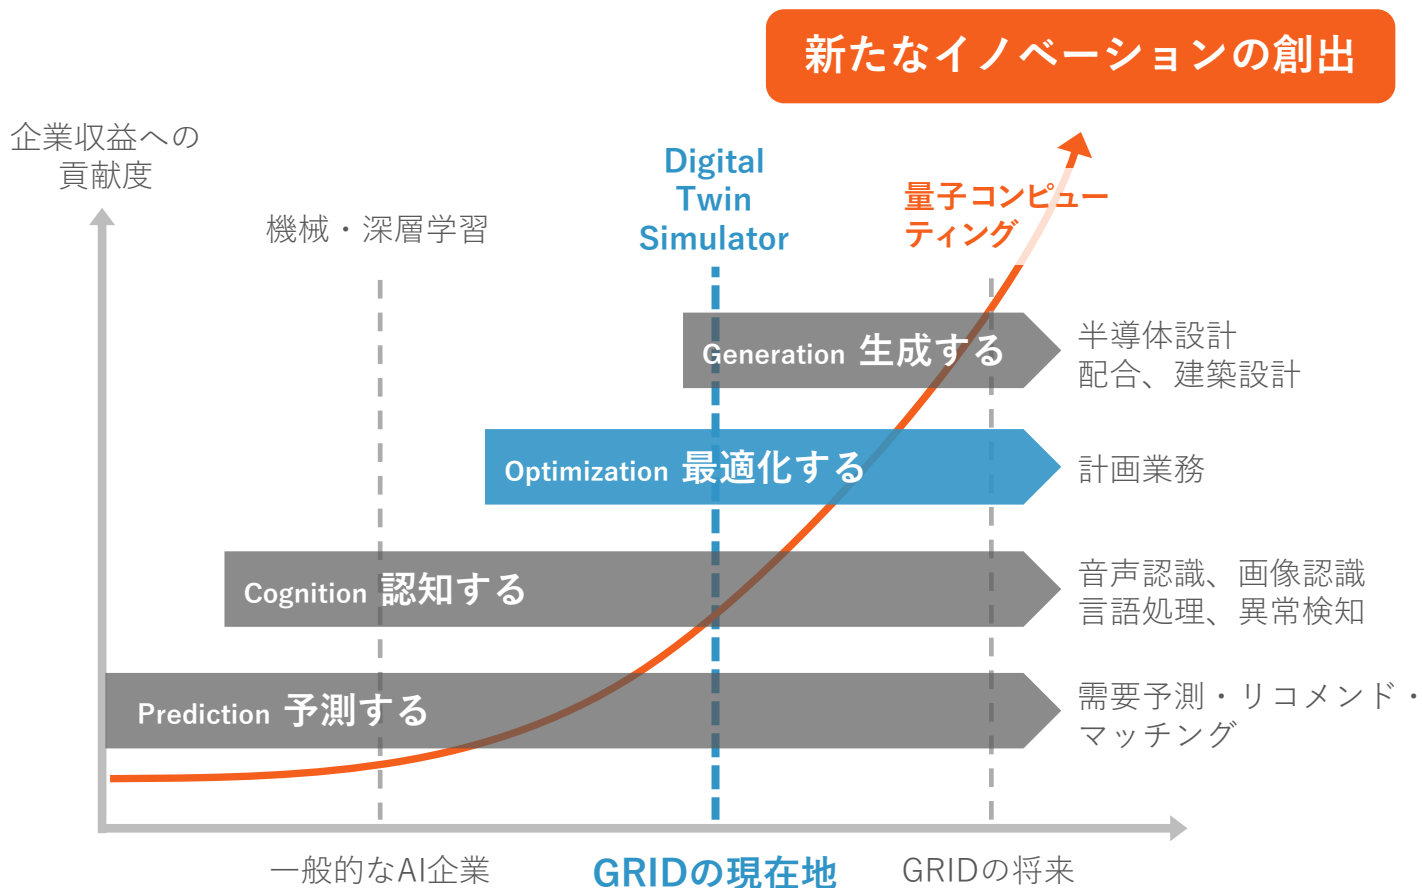 新たなイノベーションの創出
企業収益への
貢献度
機械・深層学習
Digital
Twin
Simulator
量子コンピュー
ティング
Generation 生成する
半導体設計
配合、建築設計
Optimization 最適化する
計画業務
Cognition 認知する
音声認識、画像認識
言語処理、異常検知
Prediction 予測する
需要予測・リコメンド・
マッチング
一般的なAI企業
GRIDの現在地
GRIDの将来